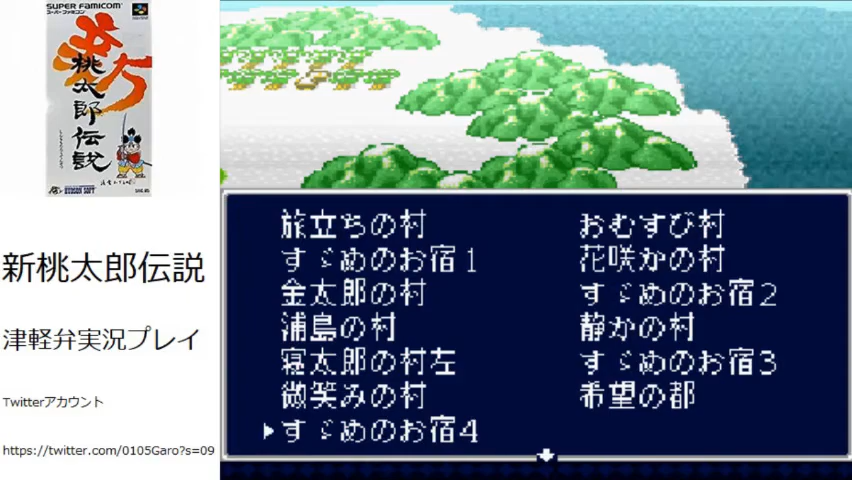 SUPER FAMICOM
スーパーファミコン
新
桃太郎伝説
HUDSON SOFT
新桃太郎伝説
津軽弁実況プレイ
Twitterアカウント
https://twitter.com/0105Garo?s=09
旅立ちの村 おむすび村
すゞめのお宿1 花咲かの村
金太郎の村 すゞめのお宿2
浦島の村 静かの村
寝太郎の村左 すゞめのお宿3
微笑みの村 希望の都
▶すゞめのお宿4